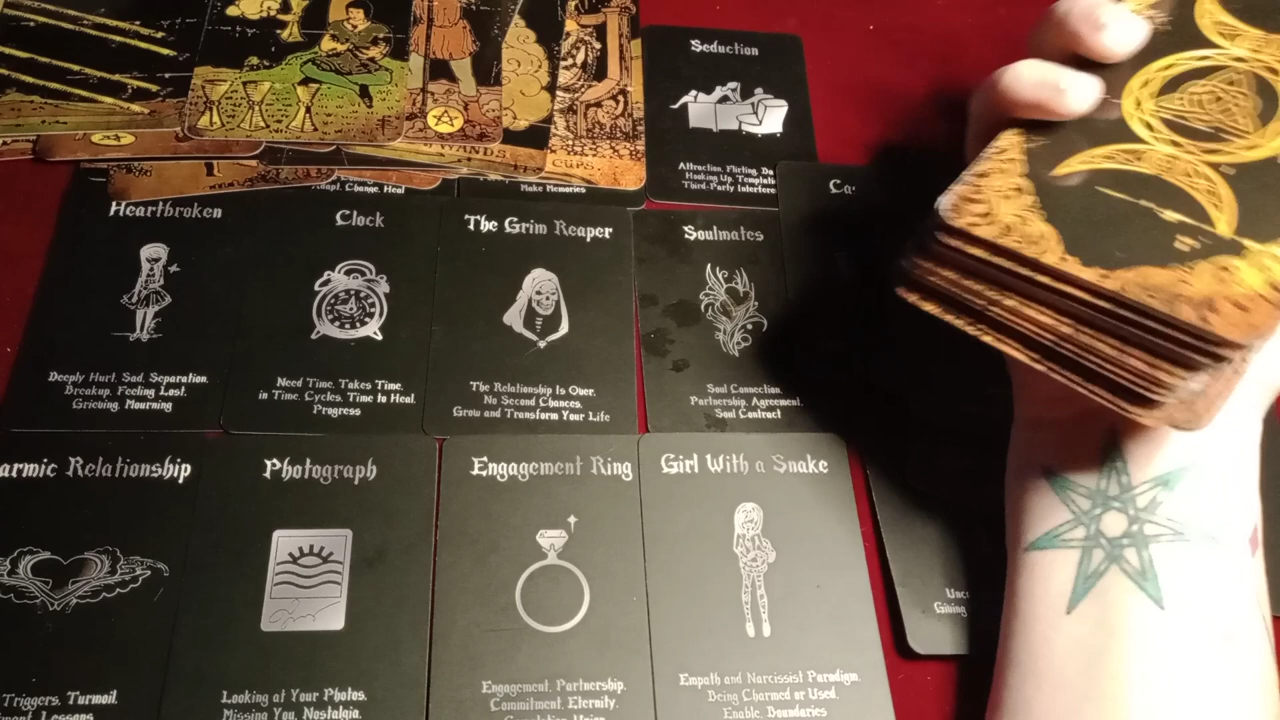 Seduction
Attraction, Flirting,
Hooking Up,
Third-Party
OF WANDS.
CUPS.
Adapt, Change, Heal
Make Memories
Heartbroken
Deeply Hurt, Sad, Separation,
Breakup, Feeling Lost,
Grieving, Mourning
Clock
Need Time, Takes Time,
in Time, Cycles, Time to Heal,
Progress
The Grim Reaper
The Relationship Is Over,
No Second Chances,
Grow and Transform Your Life
Soulmates
Soul Connection,
Partnership, Agreement,
Soul Contract
armic Relationship
Triggers, Turmoil,
Lessons
Photograph
Looking at Your Photos,
Missing You, Nostalgia,
Engagement Ring
Engagement, Partnership,
Commitment, Eternity,
Girl With a Snake
Empath and Narcissist Paradigm,
Being Charmed or Used,
Enable, Boundaries
Giving